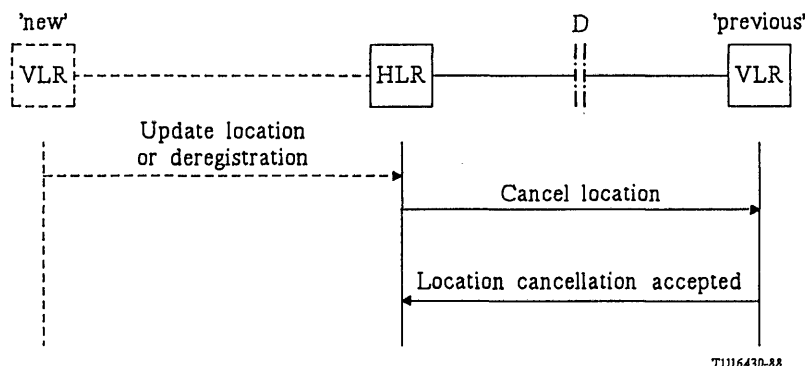 'new' D 'previous'
VLR HLR VLR
Update location
or deregistration
Cancel location
Location cancellation accepted
T1116430-88